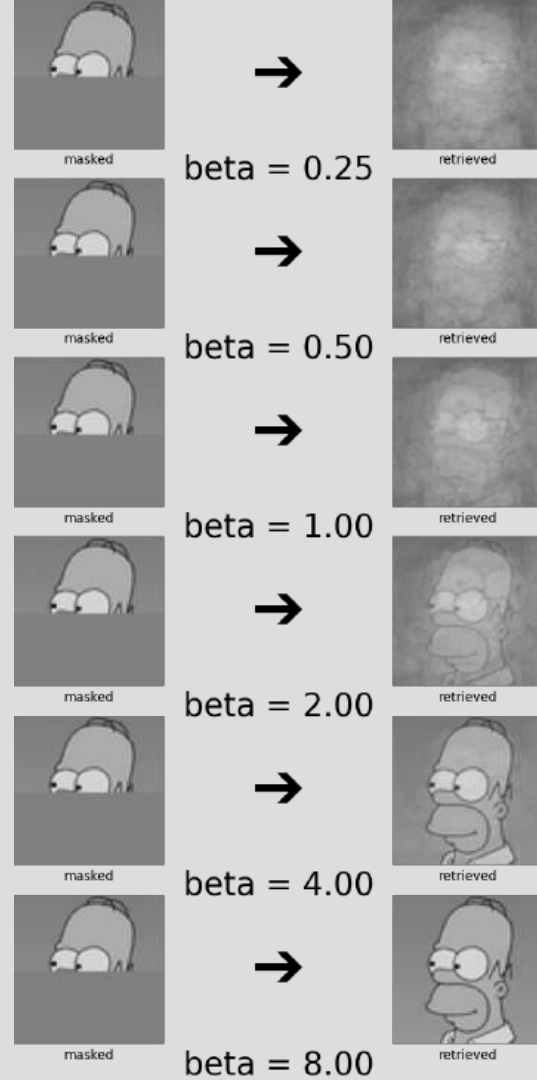 masked
retrieved
beta = 0.25
masked
retrieved
beta = 0.50
masked
retrieved
beta = 1.00
masked
retrieved
beta = 2.00
masked
retrieved
beta = 4.00
masked
retrieved
beta = 8.00